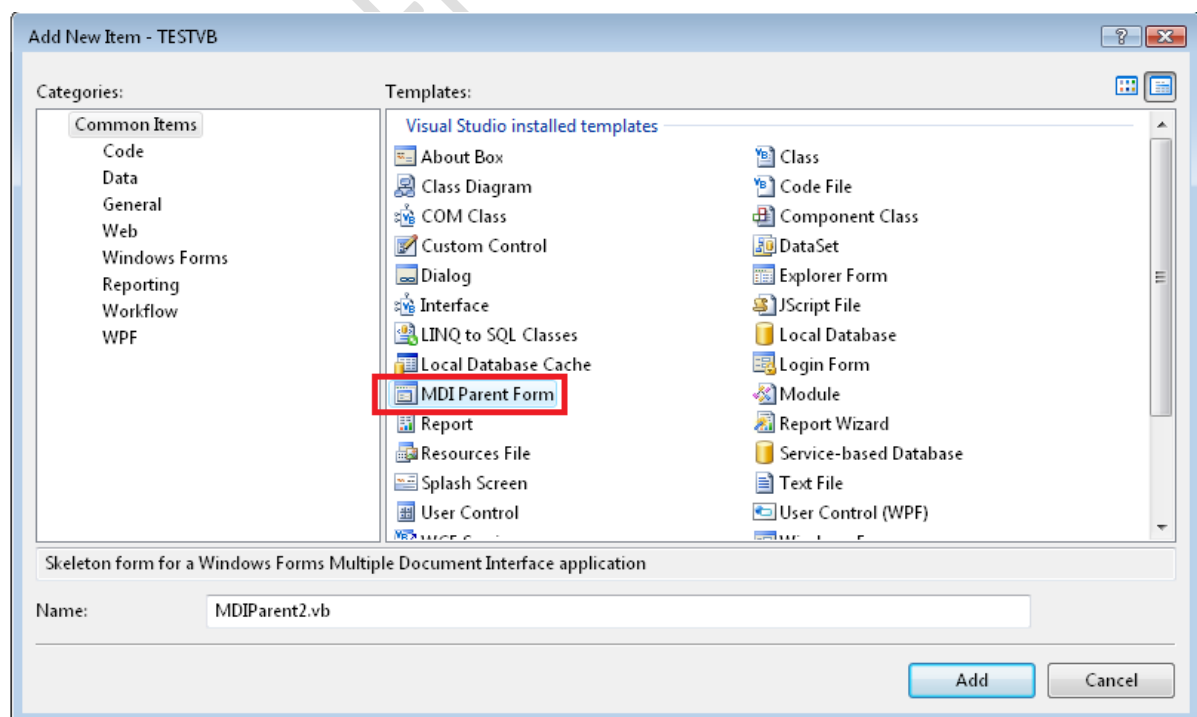 Add New Item - TESTVB
Categories:
Templates:
Common Items
Code
Data
General
Web
Windows Forms
Reporting
Workflow
WPF
Visual Studio installed templates
About Box
Class
Class Diagram
Code File
COM Class
Component Class
Custom Control
DataSet
Dialog
Explorer Form
Interface
JScript File
LINQ to SQL Classes
Local Database
Local Database Cache
Login Form
MDI Parent Form
Module
Report
Report Wizard
Resources File
Service-based Database
Splash Screen
Text File
User Control
User Control (WPF)
Skeleton form for a Windows Forms Multiple Document Interface application
Name: MDIParent2.vb
Add Cancel